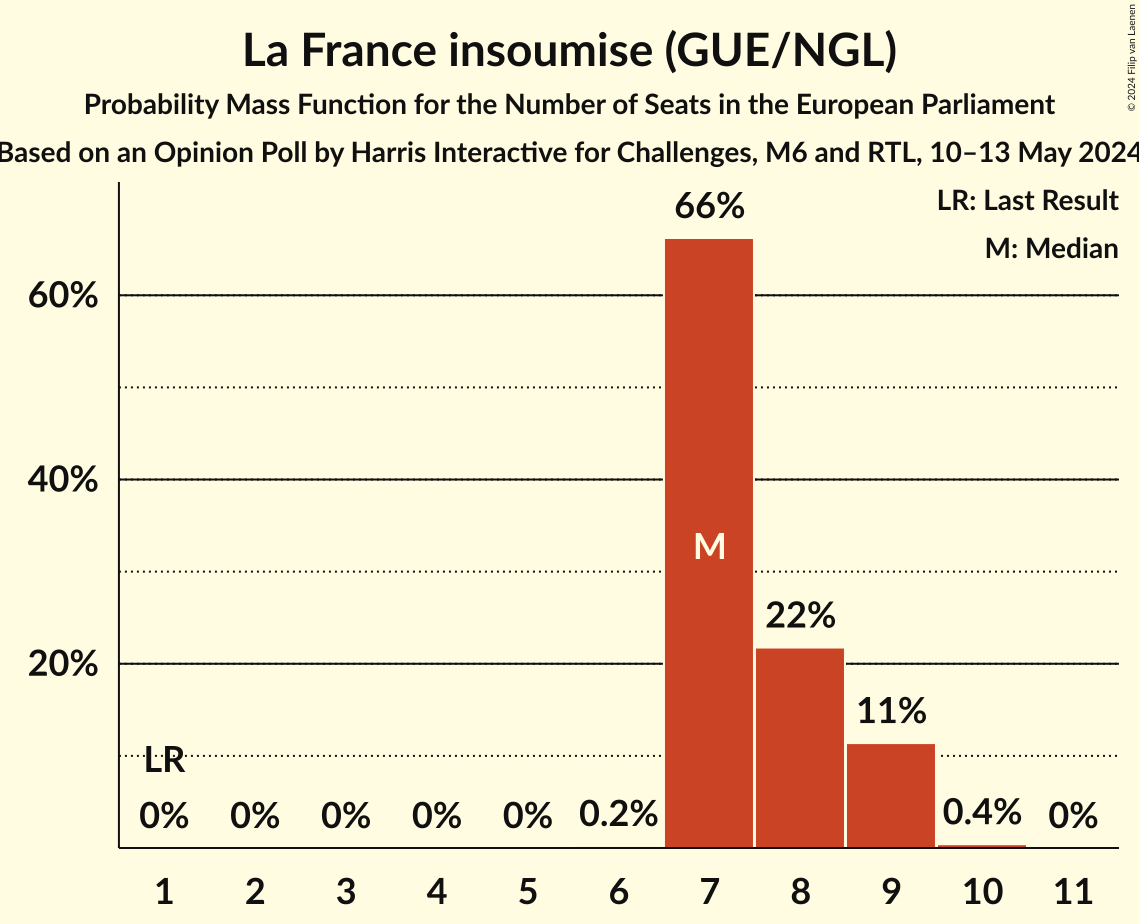 © 2024 Filip van Laenen
La France insoumise (GUE/NGL)
Probability Mass Function for the Number of Seats in the European Parliament
Based on an Opinion Poll by Harris Interactive for Challenges, M6 and RTL, 10–13 May 2024
LR: Last Result
M: Median
66%
60%
40%
M
22%
20%
11%
LR
0% 0% 0% 0% 0% 0.2% 0.4% 0%
1 2 3 4 5 6 7 8 9 10 11